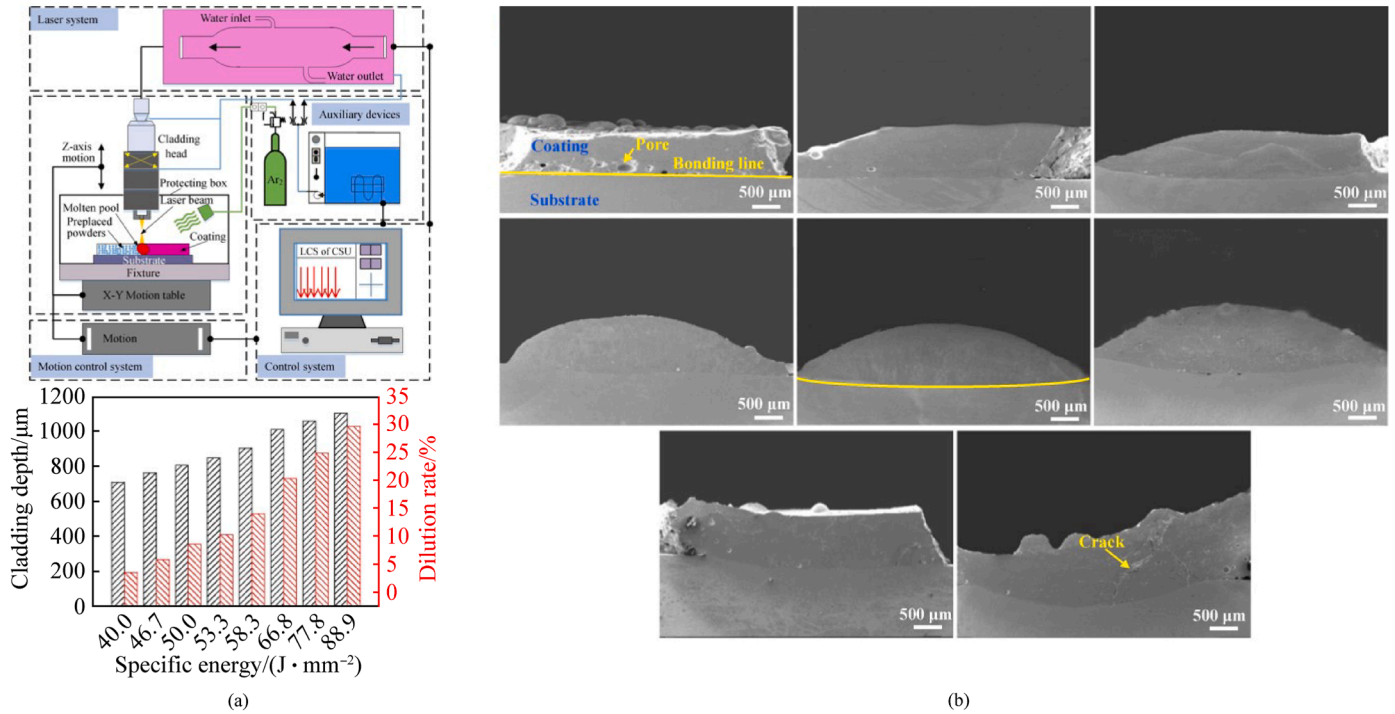 Laser system
Water inlet
Water outlet
Auxiliary devices
Cladding
head
Z-axis
motion
Ar₂
Protecting box
Laser beam
Molten pool
Preplaced
powders
Coating
Substrate
Fixture
X-Y Motion table
LCS of CSU
Motion
Motion control system
Control system
1200
1000
800
600
400
200
0
Cladding depth/μm
35
30
25
20
15
10
5
0
Dilution rate/%
40.0 46.7 50.0 53.3 58.3 66.8 77.8 88.9
Specific energy/(J · mm⁻²)
(a)
Coating
Pore
Bonding line
Substrate
500 μm
500 μm
500 μm
500 μm
500 μm
500 μm
Crack
500 μm
500 μm
(b)